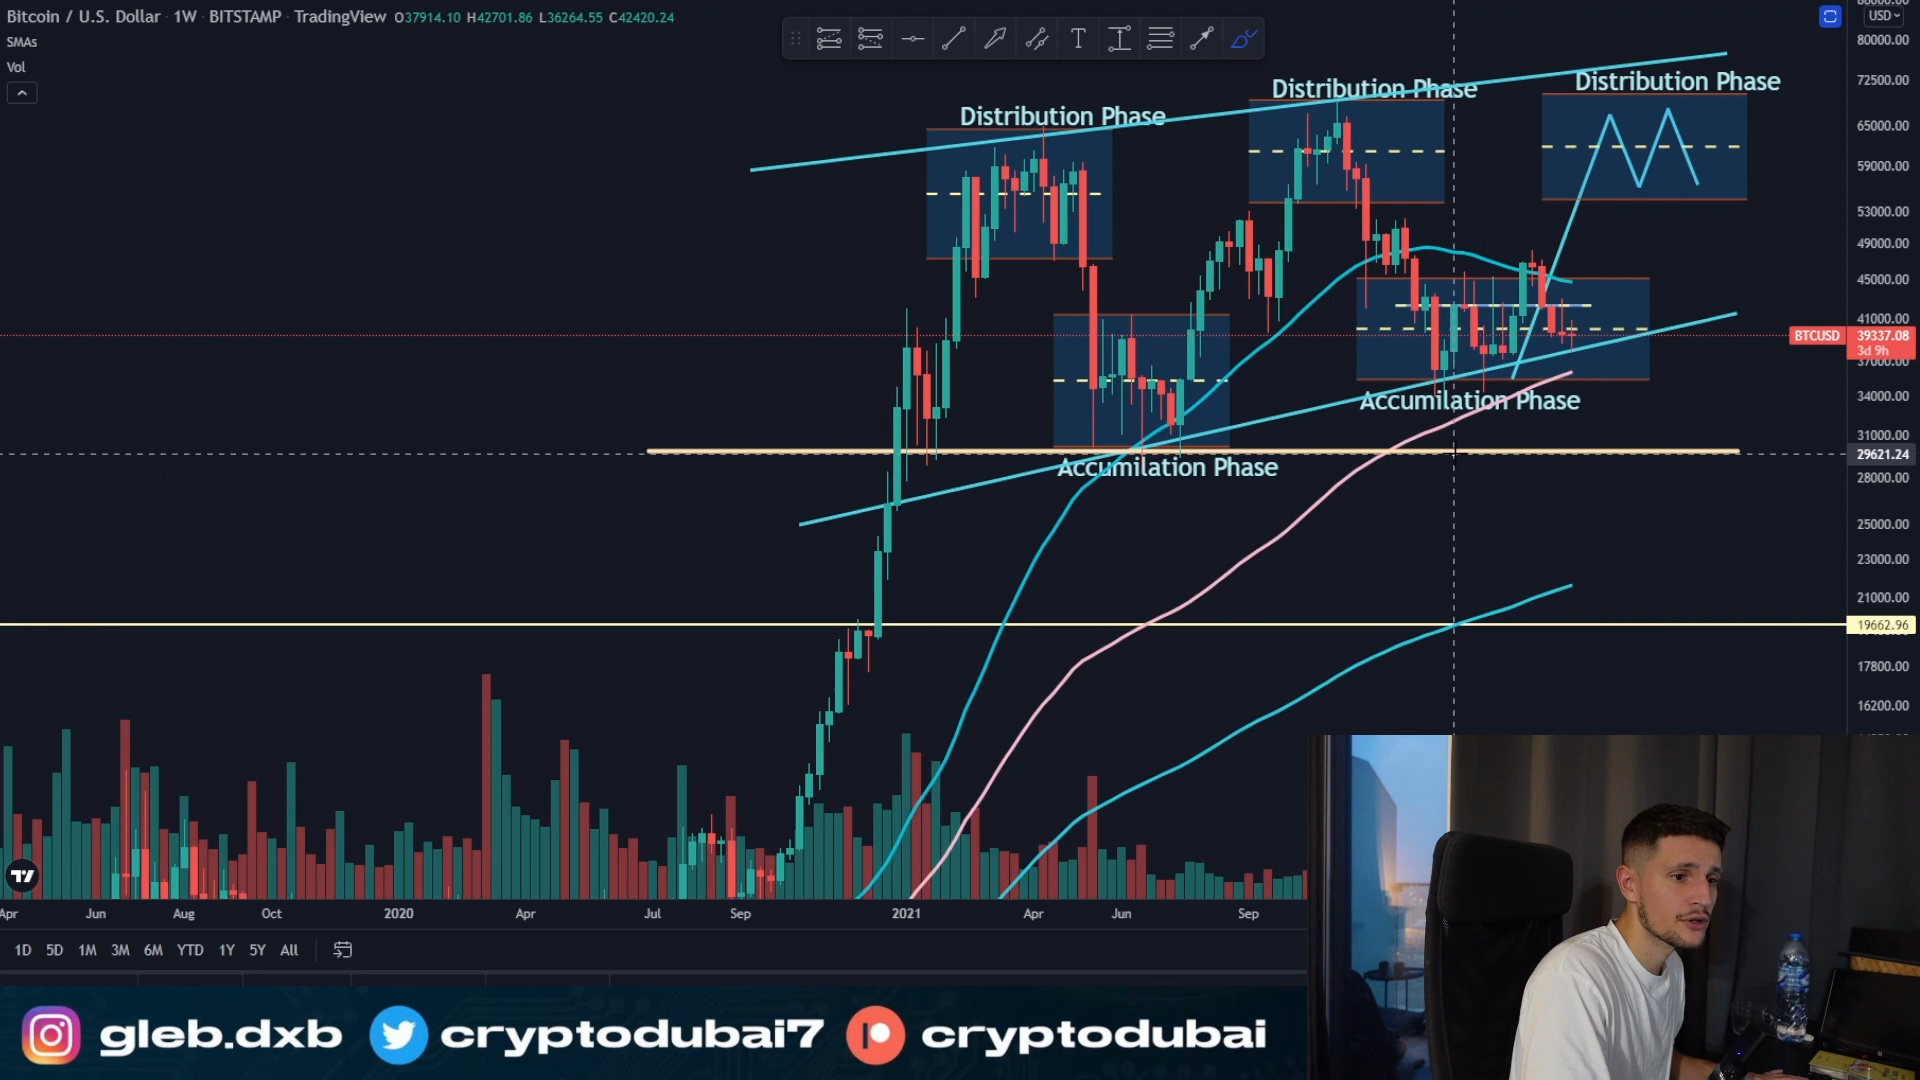 Bitcoin / U.S. Dollar · 1W · BITSTAMP · TradingView O37914.10 H42701.86 L36264.55 C42420.24
USD
SMAs
Vol
80000.00
Distribution Phase
Distribution Phase
Distribution Phase
72500.00
65000.00
59000.00
53000.00
49000.00
45000.00
41000.00
BTCUSD 39337.08
3d 9h
37000.00
34000.00
Accumilation Phase
31000.00
29621.24
Accumilation Phase
28000.00
25000.00
23000.00
21000.00
19662.96
17800.00
16200.00
Apr Jun Aug Oct 2020 Apr Jul Sep 2021 Apr Jun Sep
1D 5D 1M 3M 6M YTD 1Y 5Y All
gleb.dxb cryptodubai7 cryptodubai